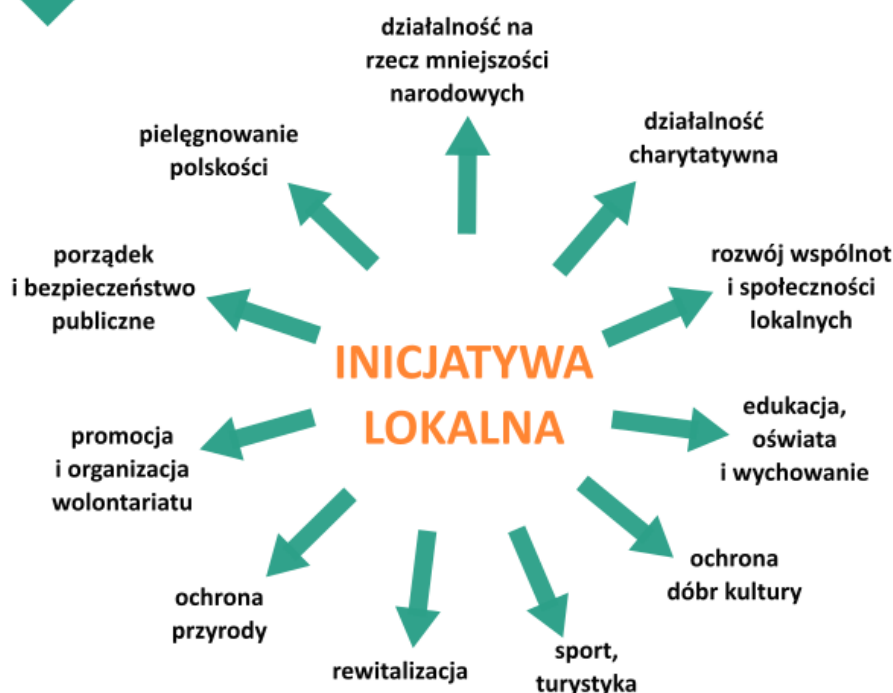 działalność na
rzecz mniejszości
narodowych
działalność
charytatywna
rozwój wspólnot
i społeczności
lokalnych
edukacja,
oświata
i wychowanie
ochrona
dóbr kultury
sport,
turystyka
rewitalizacja
ochrona
przyrody
promocja
i organizacja
wolontariatu
porządek
i bezpieczeństwo
publiczne
pielęgnowanie
polskości
INICJATYWA
LOKALNA